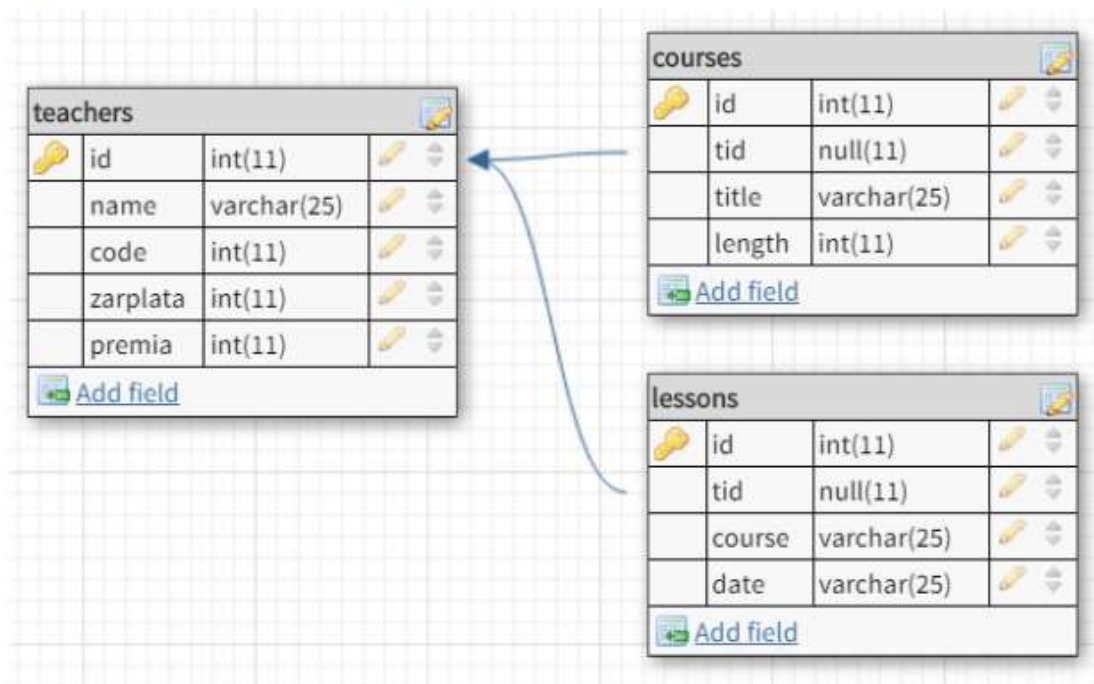 teachers
id int(11)
name varchar(25)
code int(11)
zarplata int(11)
premia int(11)
Add field
courses
id int(11)
tid null(11)
title varchar(25)
length int(11)
Add field
lessons
id int(11)
tid null(11)
course varchar(25)
date varchar(25)
Add field